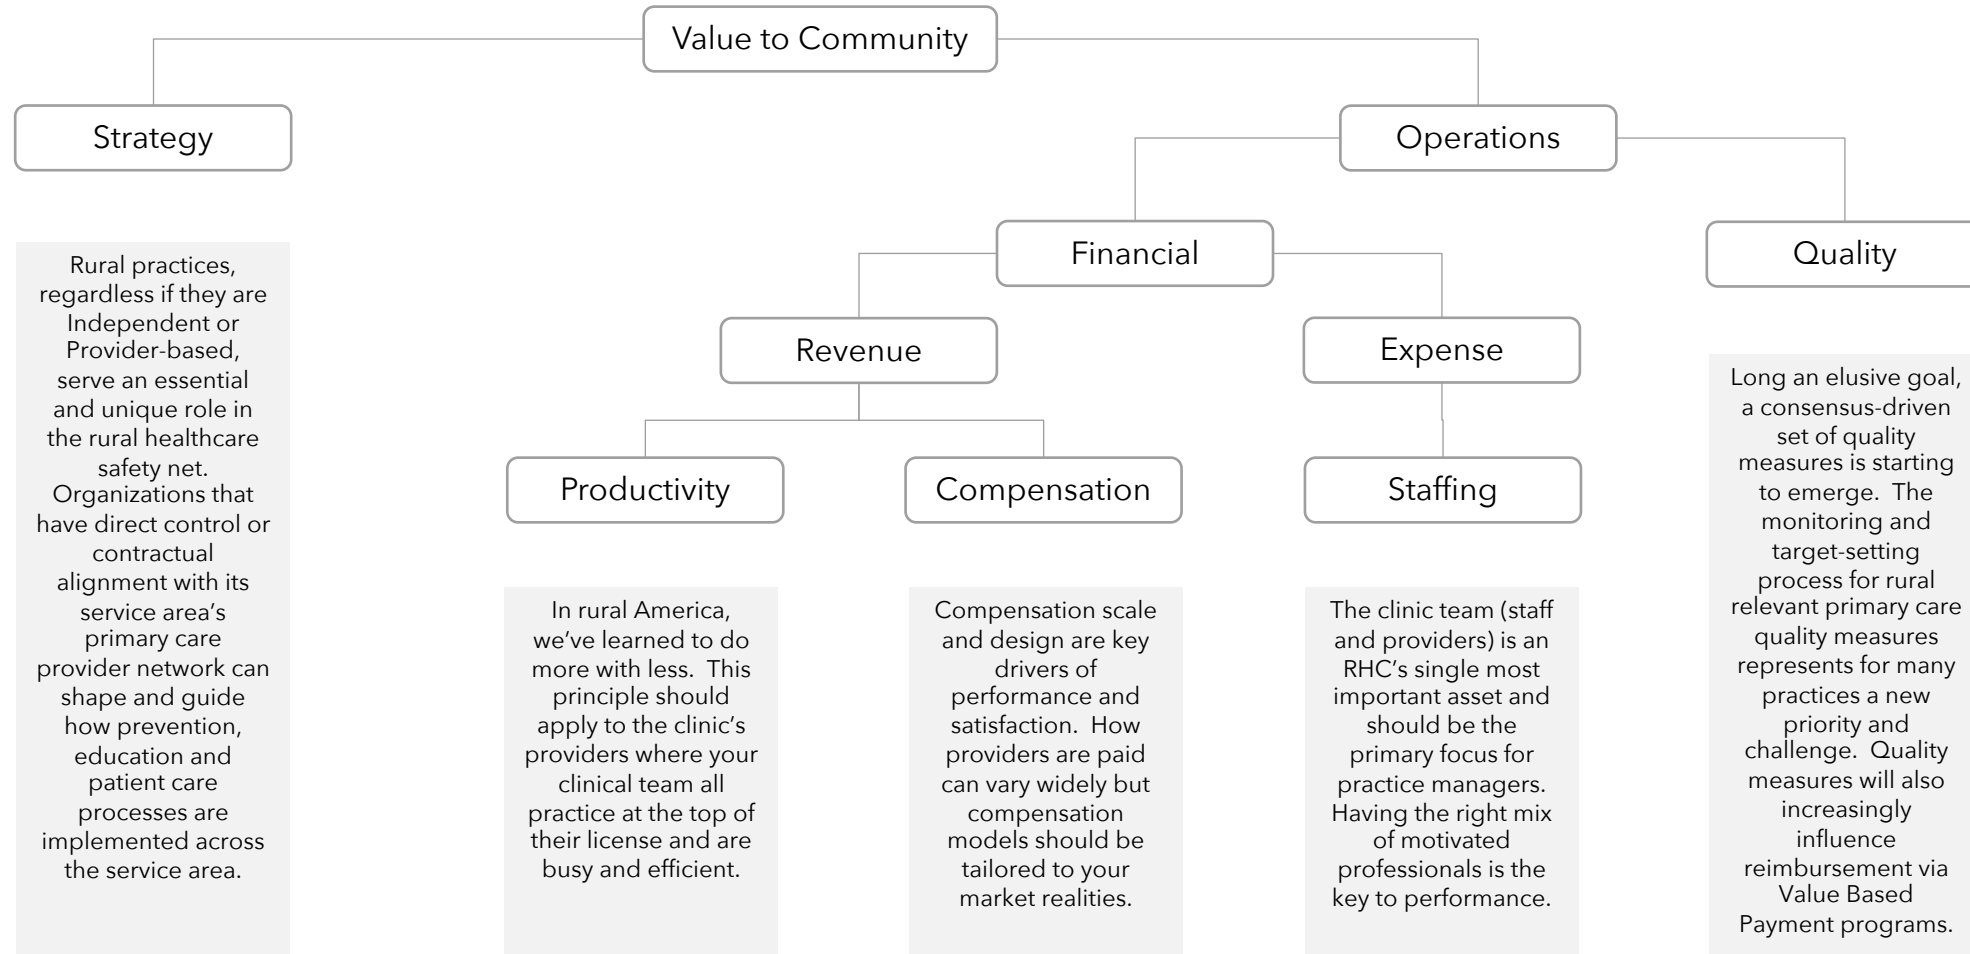 Value to Community
Strategy
Operations
Financial
Quality
Revenue
Expense
Productivity
Compensation
Staffing
Rural practices,
regardless if they are
Independent or
Provider-based,
serve an essential
and unique role in
the rural healthcare
safety net.
Organizations that
have direct control or
contractual
alignment with its
service area’s
primary care
provider network can
shape and guide
how prevention,
education and
patient care
processes are
implemented across
the service area.
In rural America,
we’ve learned to do
more with less.  This
principle should
apply to the clinic’s
providers where your
clinical team all
practice at the top of
their license and are
busy and efficient.
Compensation scale
and design are key
drivers of
performance and
satisfaction.  How
providers are paid
can vary widely but
compensation
models should be
tailored to your
market realities.
The clinic team (staff
and providers) is an
RHC’s single most
important asset and
should be the
primary focus for
practice managers.
Having the right mix
of motivated
professionals is the
key to performance.
Long an elusive goal,
a consensus-driven
set of quality
measures is starting
to emerge.  The
monitoring and
target-setting
process for rural
relevant primary care
quality measures
represents for many
practices a new
priority and
challenge.  Quality
measures will also
increasingly
influence
reimbursement via
Value Based
Payment programs.